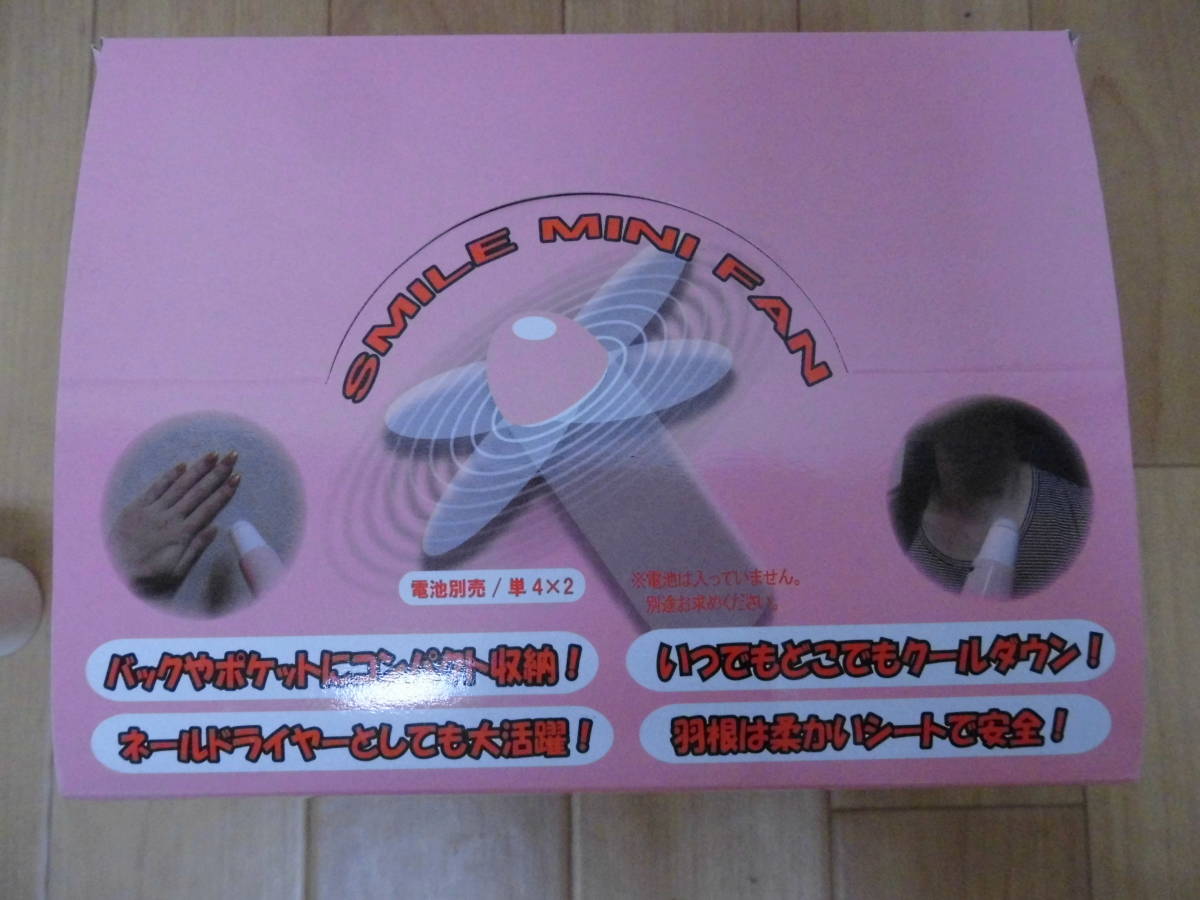 SMILE MINI FAN
電池別売/単4×2
※電池は入っていません。
別途お求めください。
バックやポケットにコンパクト収納!
いつでもどこでもクールダウン!
ネールドライヤーとしても大活躍!
羽根は柔かいシートで安全!